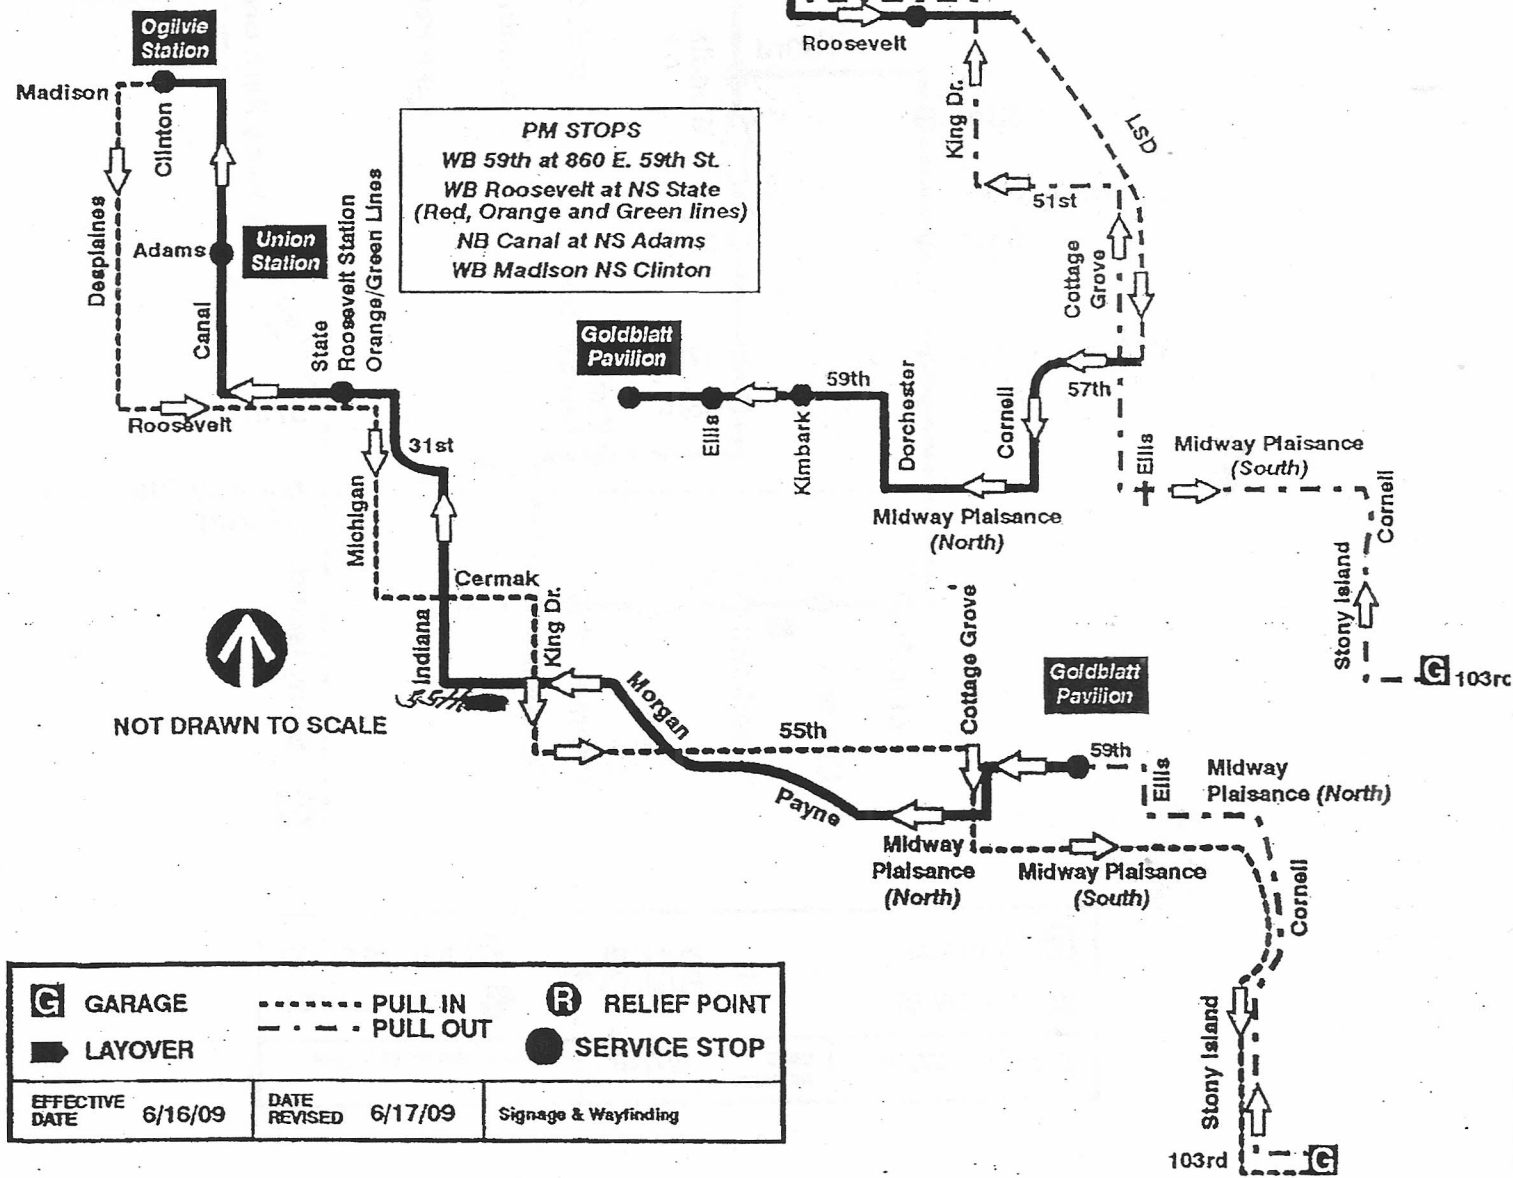 Ogilvie
Station
Roosevelt
Madison
Clinton
King Dr.
LSD
PM STOPS
WB 59th at 860 E. 59th St.
WB Roosevelt at NS State
(Red, Orange and Green lines)
NB Canal at NS Adams
WB Madison NS Clinton
51st
Desplaines
Adams
Union
Station
Canal
State
Roosevelt Station
Orange/Green Lines
Cottage
Grove
Goldblatt
Pavilion
59th
57th
Ellis
Kimbark
Dorchester
Cornell
Roosevelt
31st
Michigan
Midway Plaisance
(North)
Ellis
Midway Plaisance
(South)
Cornell
Stony Island
G 103rd
Cermak
Indiana
King Dr.
55th
NOT DRAWN TO SCALE
Morgan
55th
Payne
Cottage Grove
Goldblatt
Pavilion
59th
Ellis
Midway
Plaisance (North)
Midway
Plaisance
(North)
Midway Plaisance
(South)
Cornell
Stony Island
103rd G
G GARAGE
LAYOVER
PULL IN
PULL OUT
R RELIEF POINT
SERVICE STOP
EFFECTIVE
DATE 6/16/09
DATE
REVISED 6/17/09
Signage & Wayfinding